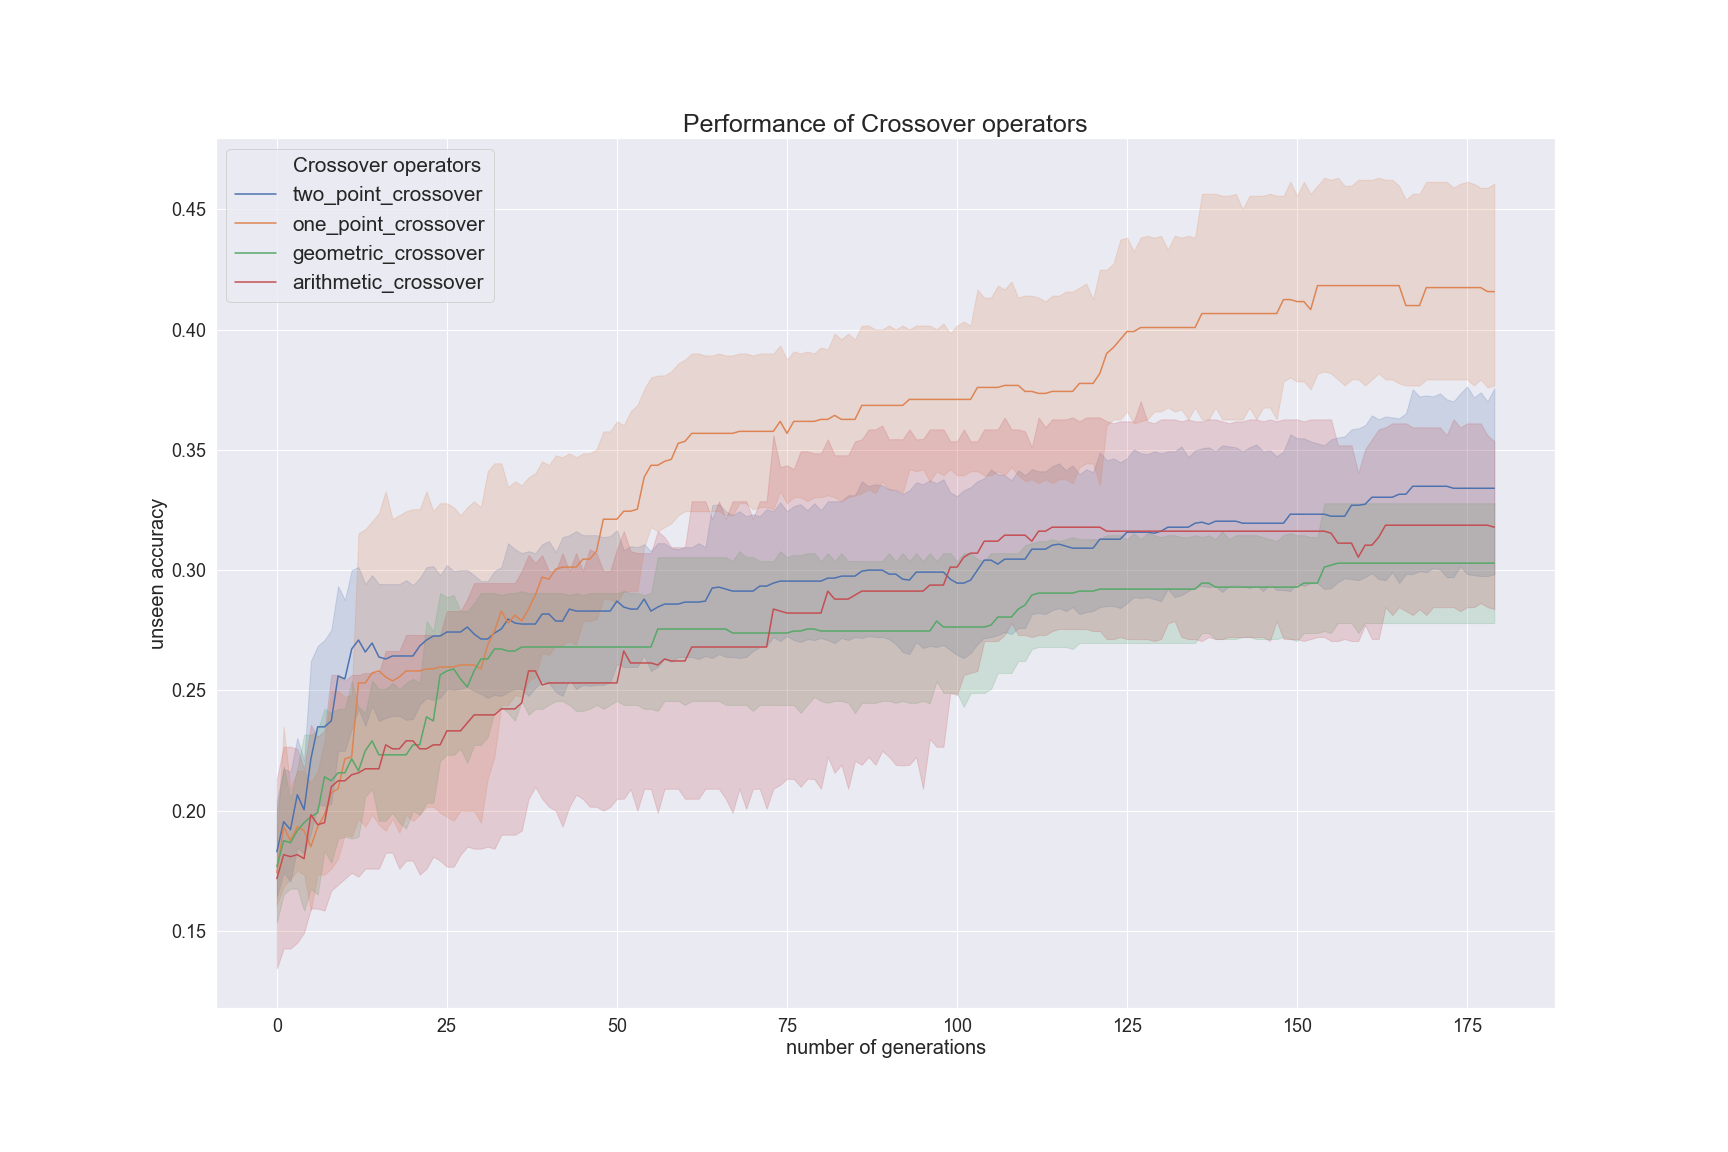 Performance of Crossover operators
Crossover operators
two_point_crossover
one_point_crossover
geometric_crossover
arithmetic_crossover
unseen accuracy
0.45
0.40
0.35
0.30
0.25
0.20
0.15
0 25 50 75 100 125 150 175
number of generations